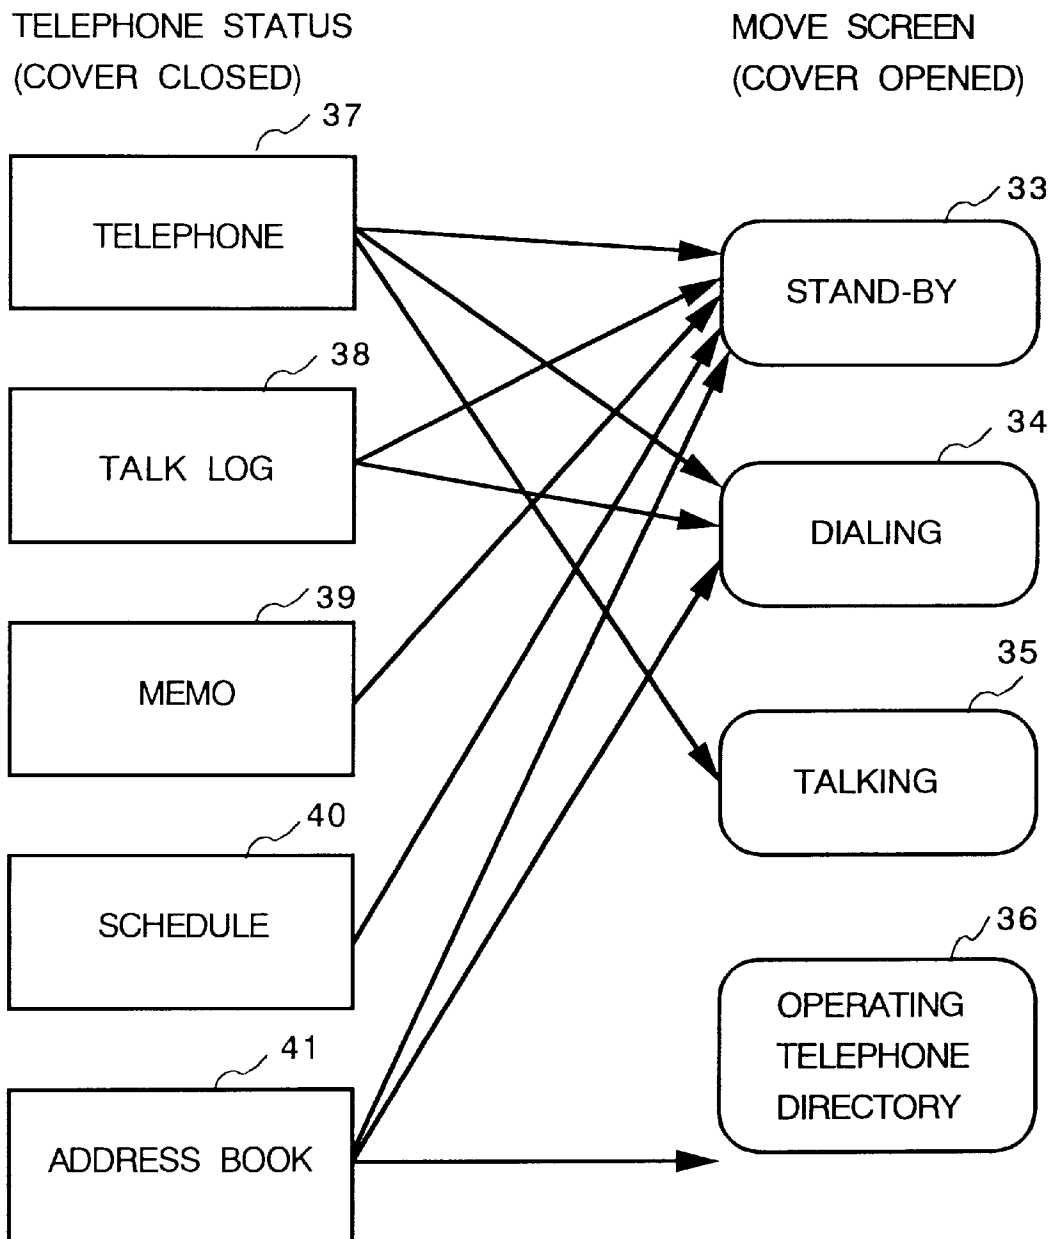 TELEPHONE STATUS
(COVER CLOSED)
MOVE SCREEN
(COVER OPENED)
37
TELEPHONE
33
STAND-BY
38
TALK LOG
34
DIALING
39
MEMO
35
TALKING
40
SCHEDULE
36
OPERATING
TELEPHONE
DIRECTORY
41
ADDRESS BOOK